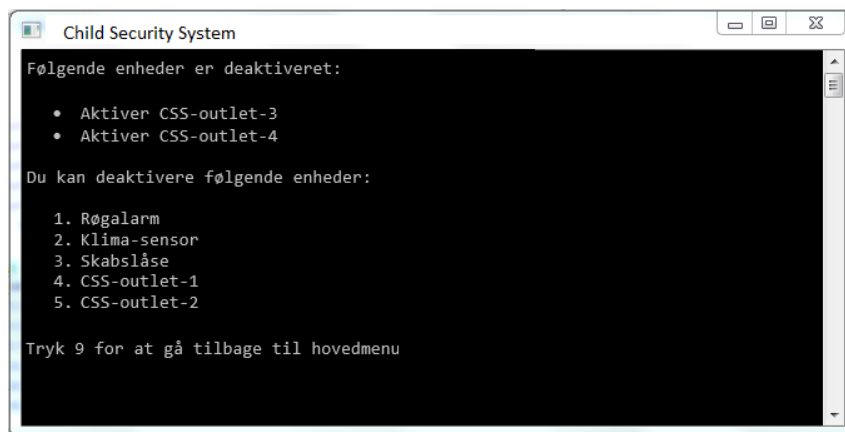 Child Security System
Følgende enheder er deaktiveret:
• Aktiver CSS-outlet-3
• Aktiver CSS-outlet-4
Du kan deaktivere følgende enheder:
1. Røgalarm
2. Klima-sensor
3. Skabslåse
4. CSS-outlet-1
5. CSS-outlet-2
Tryk 9 for at gå tilbage til hovedmenu